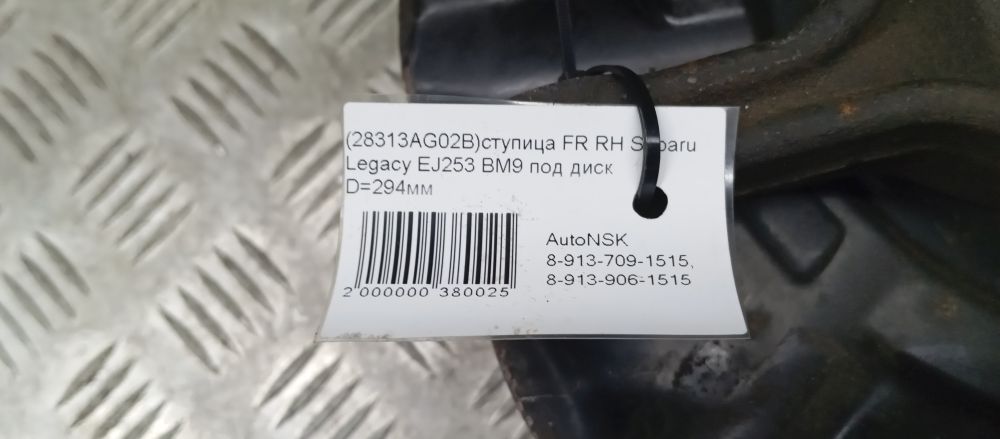 (28313AG02B)ступица FR RH Subaru
Legacy EJ253 BM9 под диск
D=294мм
2 000000 380025
AutoNSK
8-913-709-1515,
8-913-906-1515